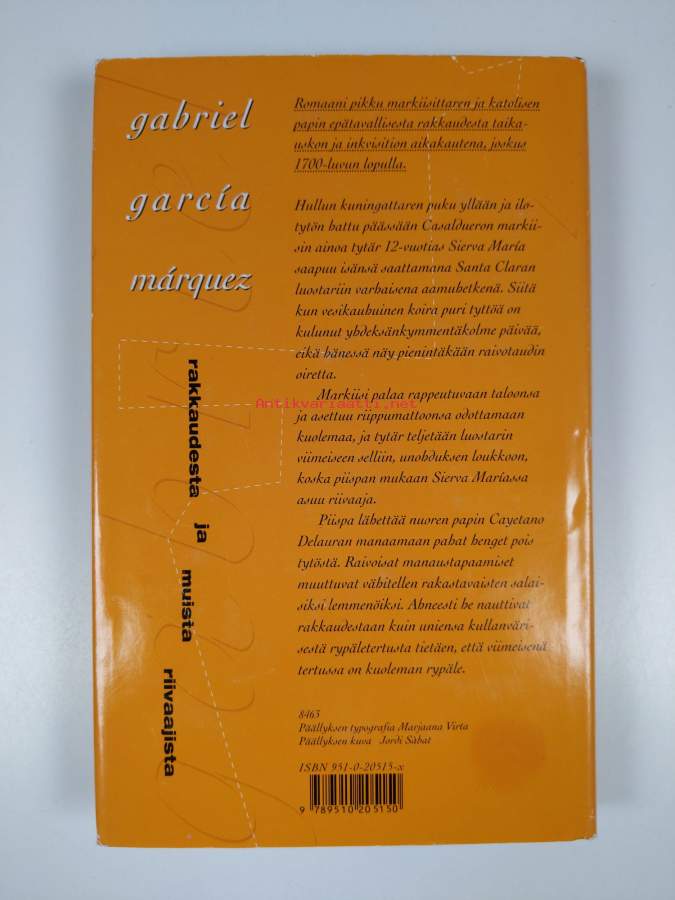 gabriel
garcía
márquez
rakkaudesta ja muista riivaajista
Romaani pikku markiisittaren ja katolisen
papin epätavallisesta rakkaudesta taika-
uskon ja inkvisition aikakautena, joskus
1700-luvun lopulla.
Hullun kuningattaren puku yllään ja ilo-
tytön hattu päässään Casaldueron markii-
sin ainoa tytär 12-vuotias Sierva María
saapuu isänsä saattamana Santa Claran
luostariin varhaisena aamuhetkenä. Siitä
kun vesikauhuinen koira puri tyttöä on
kulunut yhdeksänkymmentäkolme päivää,
eikä hänessä näy pienintäkään raivotaudin
oiretta.
Markiisi palaa rappeutuvaan taloonsa
ja asettuu riippumattoonsa odottamaan
kuolemaa, ja tytär teljetään luostarin
viimeiseen selliin, unohduksen loukkoon,
koska piispan mukaan Sierva Maríassa
asuu riivaaja.
Piispa lähettää nuoren papin Cayetano
Delauran manaamaan pahat henget pois
tytöstä. Raivoisat manaustapaamiset
muuttuvat vähitellen rakastavaisten salai-
siksi lemmenöiksi. Ahneesti he nauttivat
rakkaudestaan kuin uniensa kullanväri-
sestä rypäletertusta tietäen, että viimeisenä
tertussa on kuoleman rypäle.
8463
Päällyksen typografia Marjaana Virta
Päällyksen kuva Jordi Sàbat
ISBN 951-0-20515-x
9 789510 205150
Antikvariaatti.net